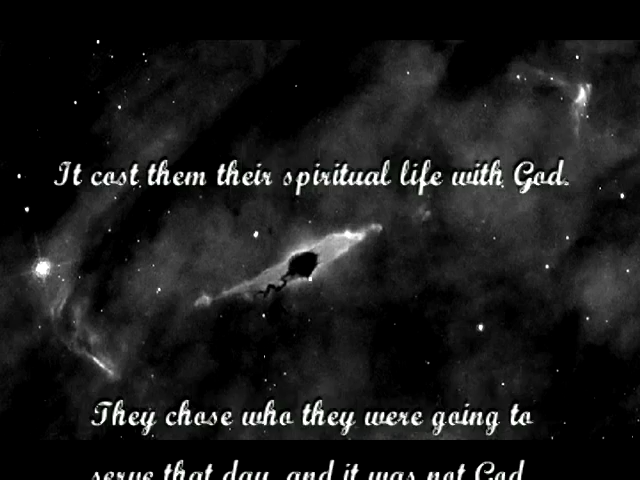 It cost them their spiritual life with God.
They chose who they were going to
serve that day, and it was not God